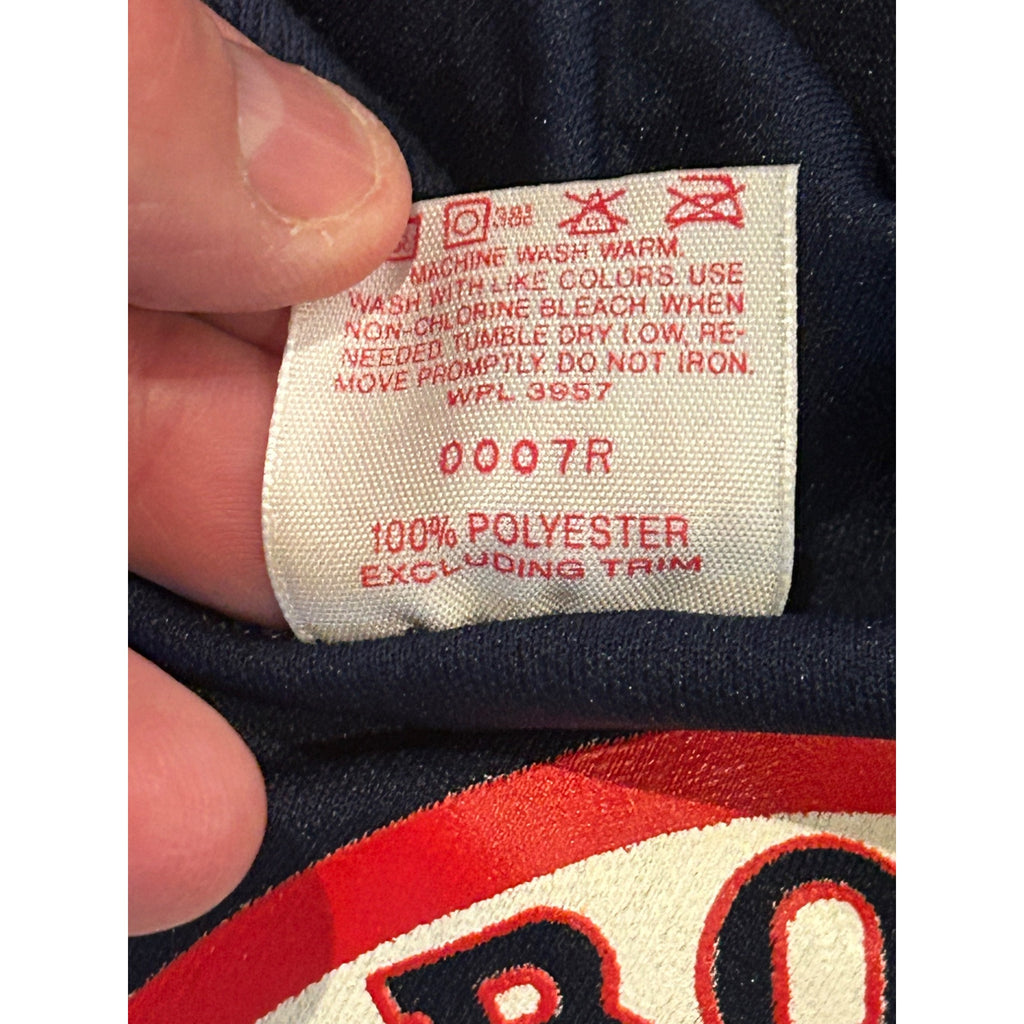 MACHINE WASH WARM.
WASH WITH LIKE COLORS. USE
NON-CHLORINE BLEACH WHEN
NEEDED. TUMBLE DRY LOW, RE-
MOVE PROMPTLY. DO NOT IRON.
WPL 3957
0007R
100% POLYESTER
EXCLUDING TRIM
RO